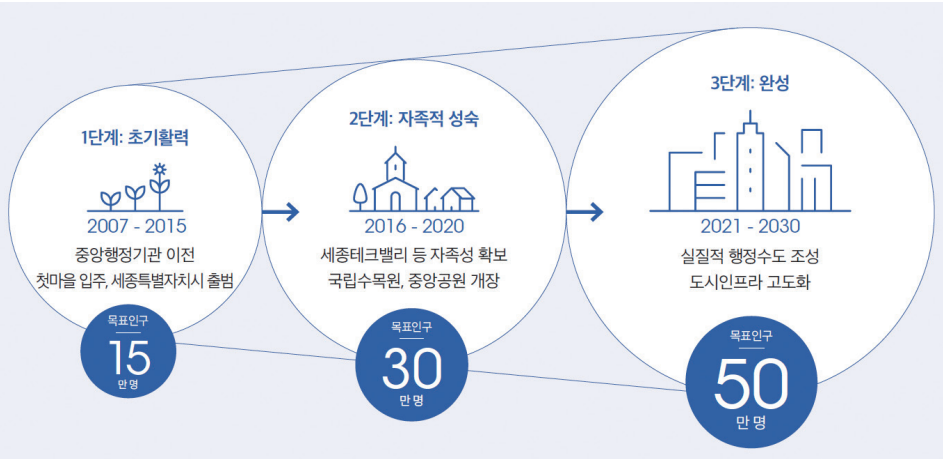 1단계: 초기활력
2007 - 2015
중앙행정기관 이전
첫마을 입주, 세종특별자치시 출범
목표인구
15
만 명
2단계: 자족적 성숙
2016 - 2020
세종테크밸리 등 자족성 확보
국립수목원, 중앙공원 개장
목표인구
30
만 명
3단계: 완성
2021 - 2030
실질적 행정수도 조성
도시인프라 고도화
목표인구
50
만 명